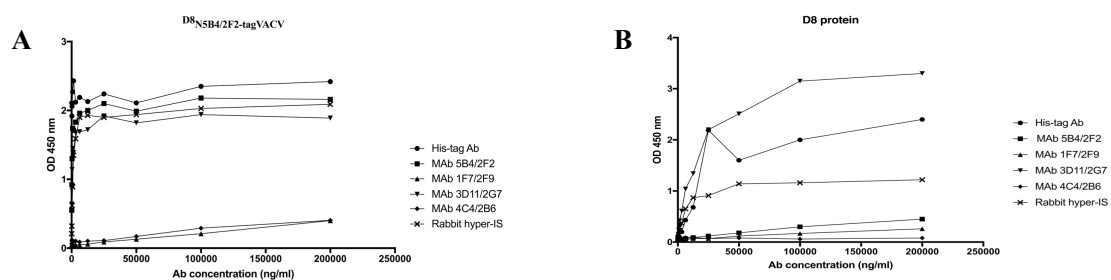 A
D8N5B4/2F2-tagVACV
3
2
1
0
OD 450 nm
0
50000
100000
150000
200000
250000
Ab concentration (ng/ml)
His-tag Ab
MAb 5B4/2F2
MAb 1F7/2F9
MAb 3D11/2G7
MAb 4C4/2B6
Rabbit hyper-IS
B
D8 protein
4
3
2
1
0
OD 450 nm
0
50000
100000
150000
200000
250000
Ab concentration (ng/ml)
His-tag Ab
MAb 5B4/2F2
MAb 1F7/2F9
MAb 3D11/2G7
MAb 4C4/2B6
Rabbit hyper-IS